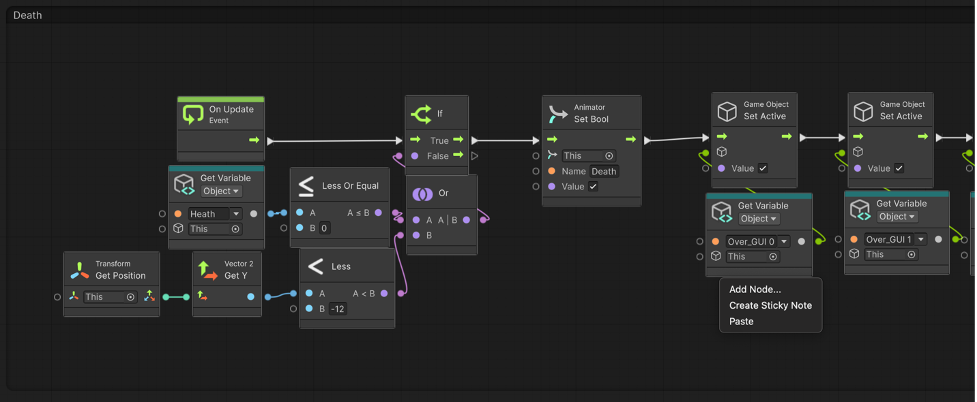 Death
On Update
Event
If
True
False
Animator
Set Bool
This
Name Death
Value
Game Object
Set Active
Value
Game Object
Set Active
Value
Get Variable
Object
Heath
This
Less Or Equal
A A ≤ B
B 0
Or
A A | B
B
Get Variable
Object
Over_GUI 0
This
Get Variable
Object
Over_GUI 1
This
Transform
Get Position
This
Vector 2
Get Y
Less
A A < B
B -12
Add Node...
Create Sticky Note
Paste